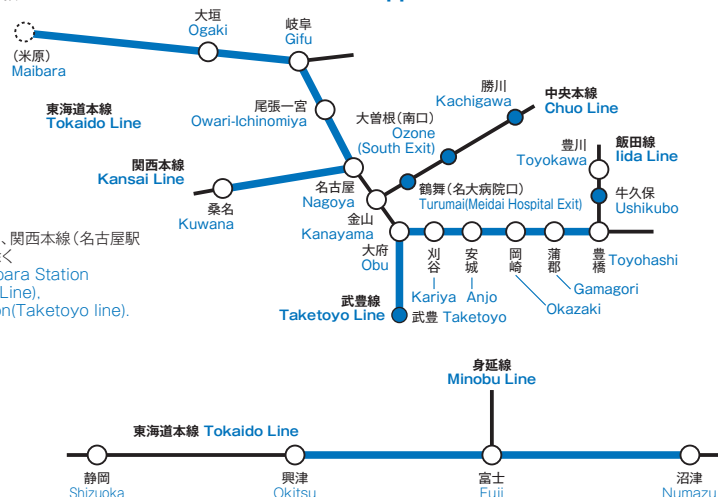 大垣
Ogaki
岐阜
Gifu
(米原)
Maibara
東海道本線
Tokaido Line
尾張一宮
Owari-Ichinomiya
勝川
Kachigawa
中央本線
Chuo Line
大曽根(南口)
Ozone
(South Exit)
豊川
Toyokawa
飯田線
Iida Line
関西本線
Kansai Line
桑名
Kuwana
名古屋
Nagoya
鶴舞(名大病院口)
Turumai(Meidai Hospital Exit)
牛久保
Ushikubo
金山
Kanayama
、関西本線(名古屋駅
bara Station
Line),
on(Taketoyo line).
大府
Obu
刈谷
Kariya
安城
Anjo
岡崎
Okazaki
蒲郡
Gamagori
豊橋
Toyohashi
武豊線
Taketoyo Line
武豊 Taketoyo
身延線
Minobu Line
東海道本線 Tokaido Line
静岡
Shizuoka
興津
Okitsu
富士
Fuji
沼津
Numazu